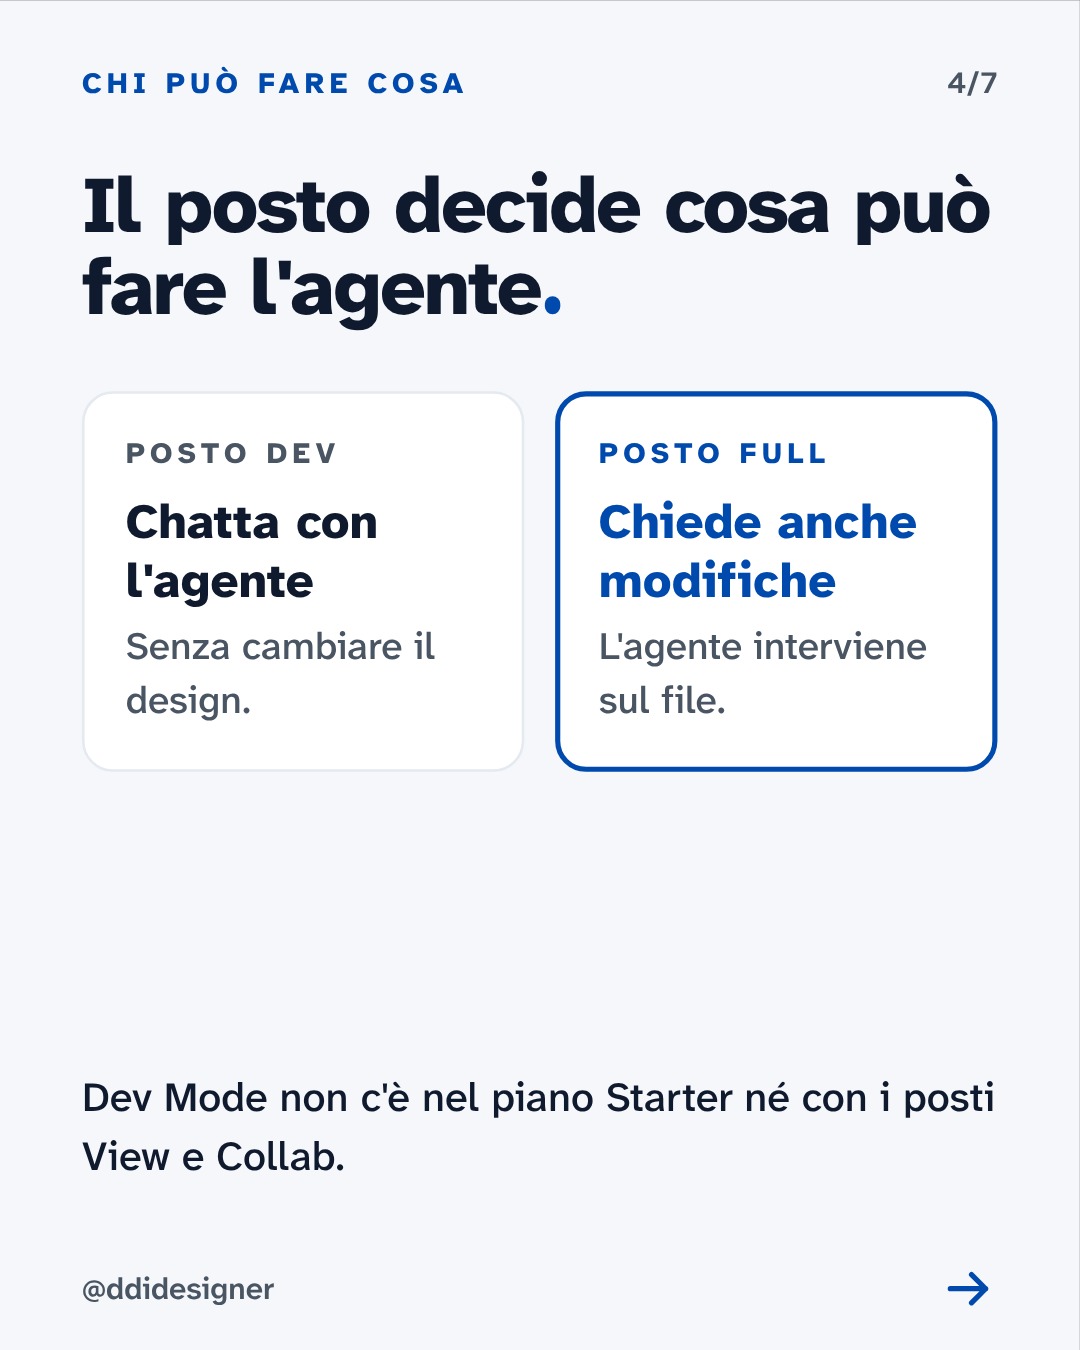 CHI PUÒ FARE COSA
4/7
Il posto decide cosa può
fare l'agente.
POSTO DEV
Chatta con
l'agente
Senza cambiare il
design.
POSTO FULL
Chiede anche
modifiche
L'agente interviene
sul file.
Dev Mode non c'è nel piano Starter né con i posti
View e Collab.
@ddidesigner